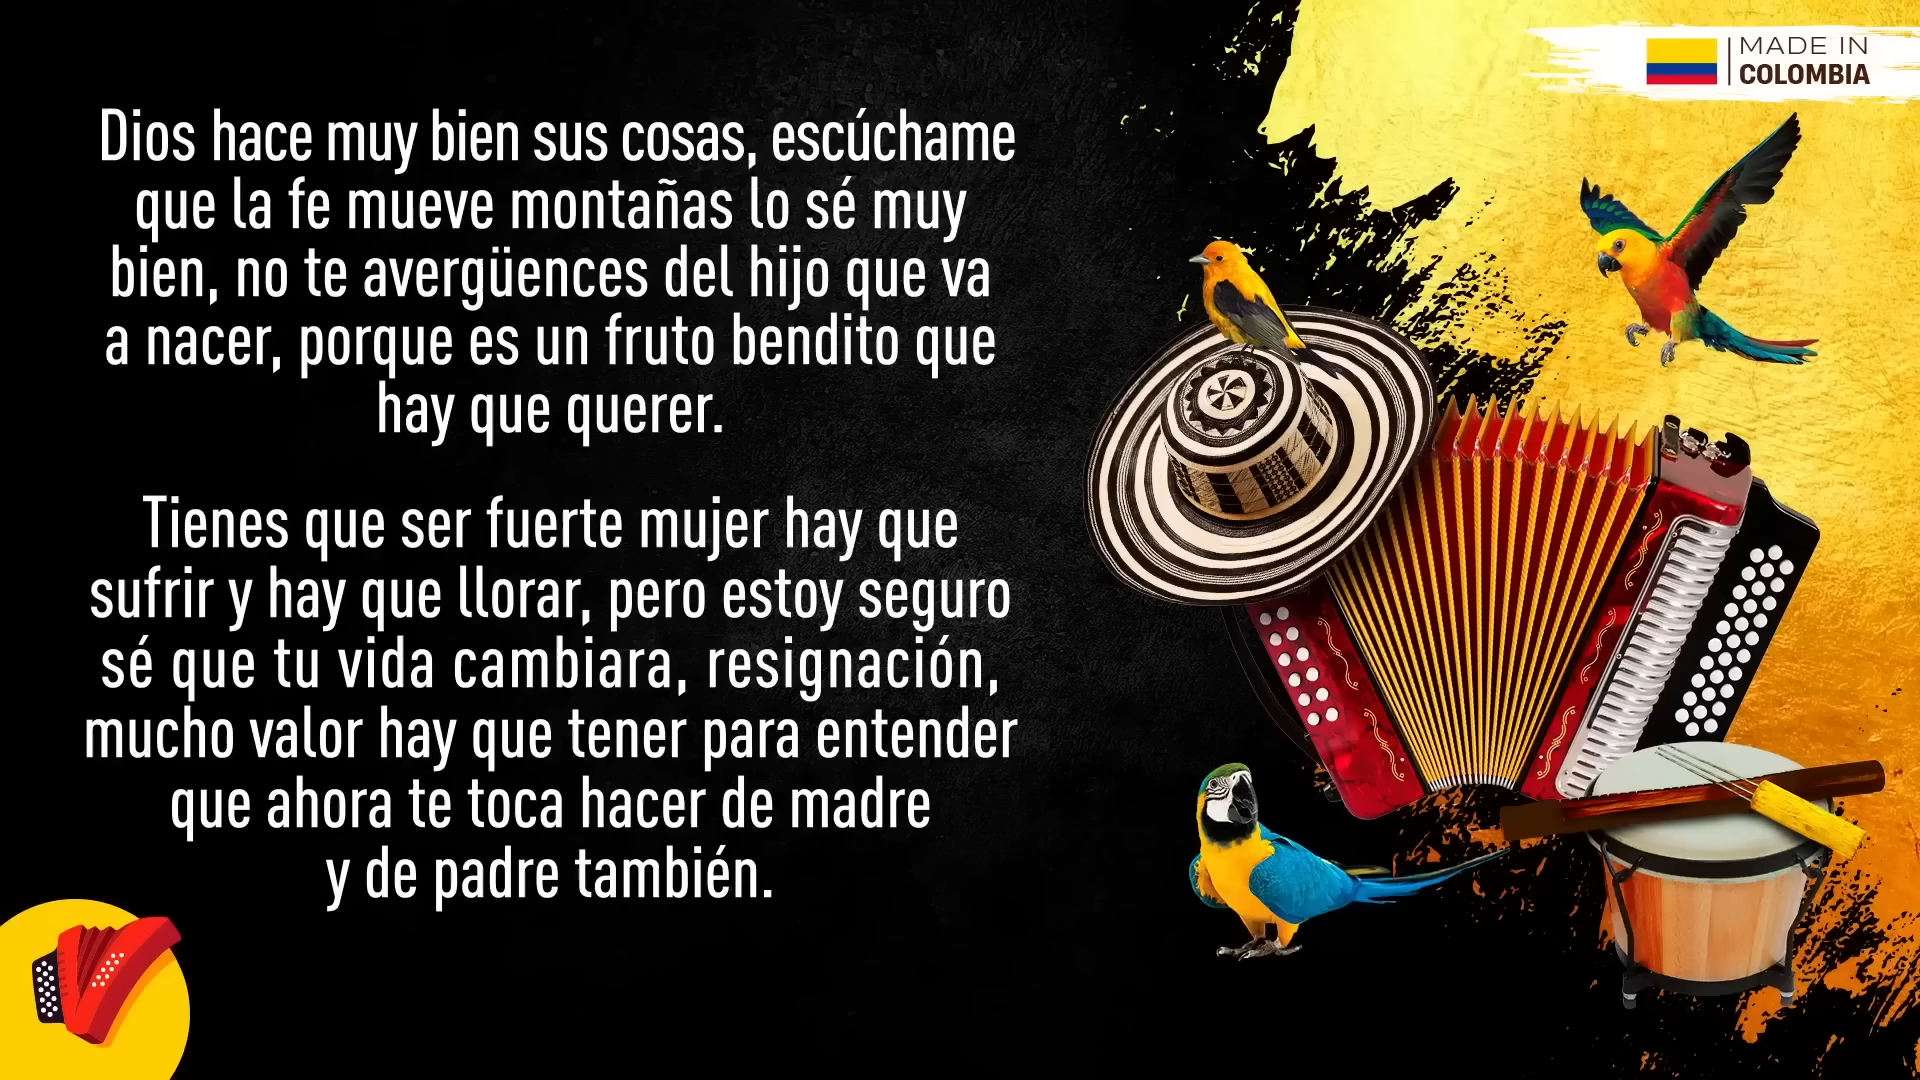 MADE IN
COLOMBIA
Dios hace muy bien sus cosas, escúchame
que la fe mueve montañas lo sé muy
bien, no te avergüences del hijo que va
a nacer, porque es un fruto bendito que
hay que querer.
Tienes que ser fuerte mujer hay que
sufrir y hay que llorar, pero estoy seguro
sé que tu vida cambiara, resignación,
mucho valor hay que tener para entender
que ahora te toca hacer de madre
y de padre también.